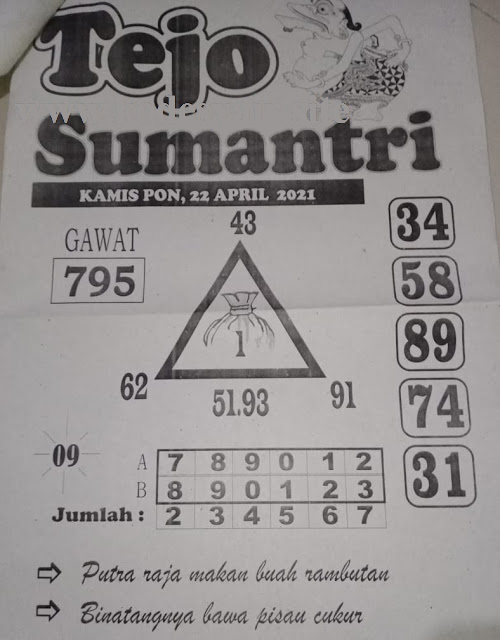 Tejo
Sumantri
KAMIS PON, 22 APRIL 2021
43
34
GAWAT
795
58
1
89
62
51.93
91
74
09
A 7 8 9 0 1 2
B 8 9 0 1 2 3
31
Jumlah : 2 3 4 5 6 7
Putra raja makan buah rambutan
Binatangnya bawa pisau cukur